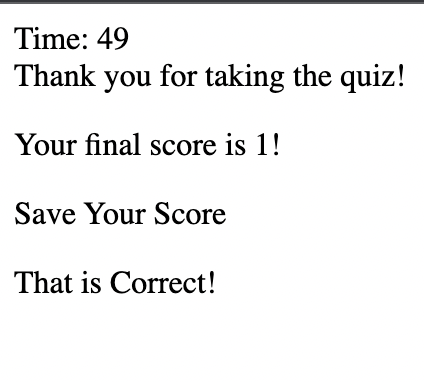 Time: 49
Thank you for taking the quiz!
Your final score is 1!
Save Your Score
That is Correct!